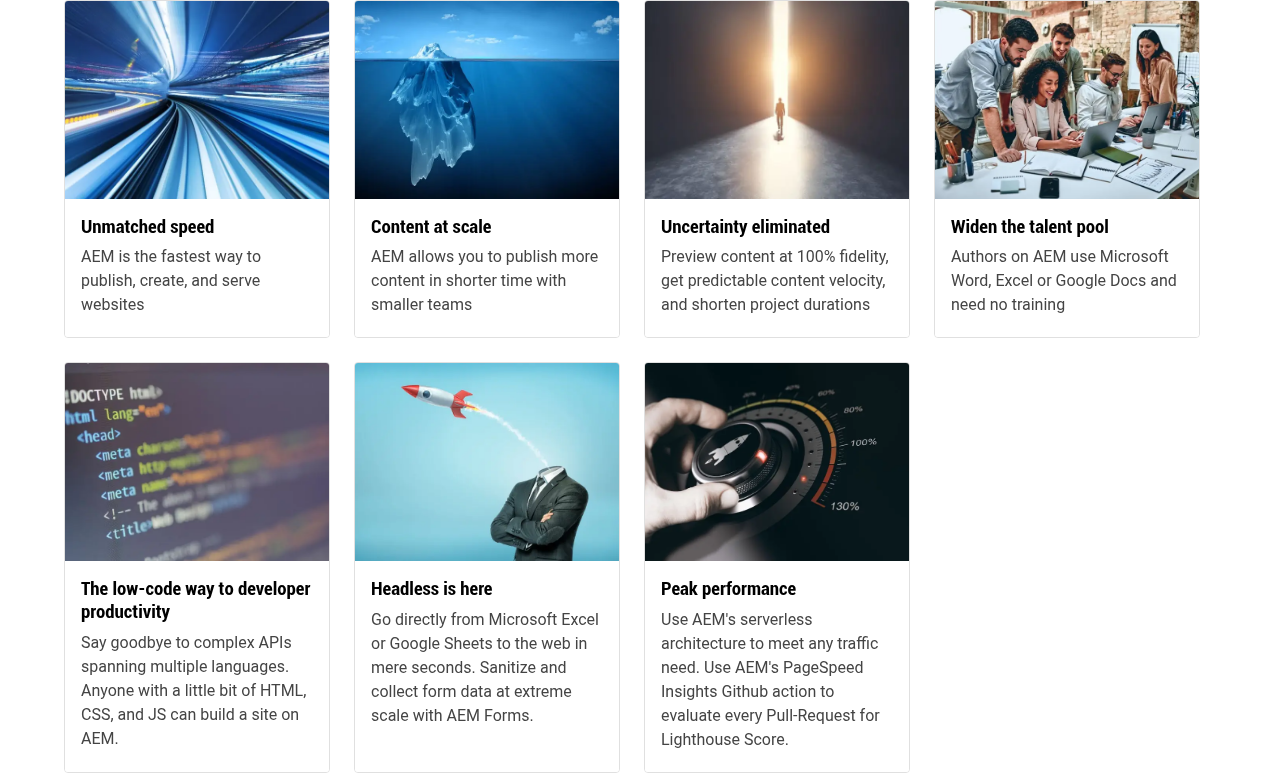 Unmatched speed
AEM is the fastest way to
publish, create, and serve
websites
Content at scale
AEM allows you to publish more
content in shorter time with
smaller teams
Uncertainty eliminated
Preview content at 100% fidelity,
get predictable content velocity,
and shorten project durations
Widen the talent pool
Authors on AEM use Microsoft
Word, Excel or Google Docs and
need no training
!DOCTYPE html>
html lang="en">
<head>
<meta
<meta
<meta name=
<!-- The
<title>Web Design
The low-code way to developer
productivity
Say goodbye to complex APIs
spanning multiple languages.
Anyone with a little bit of HTML,
CSS, and JS can build a site on
AEM.
Headless is here
Go directly from Microsoft Excel
or Google Sheets to the web in
mere seconds. Sanitize and
collect form data at extreme
scale with AEM Forms.
40%
60%
80%
100%
130%
Peak performance
Use AEM's serverless
architecture to meet any traffic
need. Use AEM's PageSpeed
Insights Github action to
evaluate every Pull-Request for
Lighthouse Score.